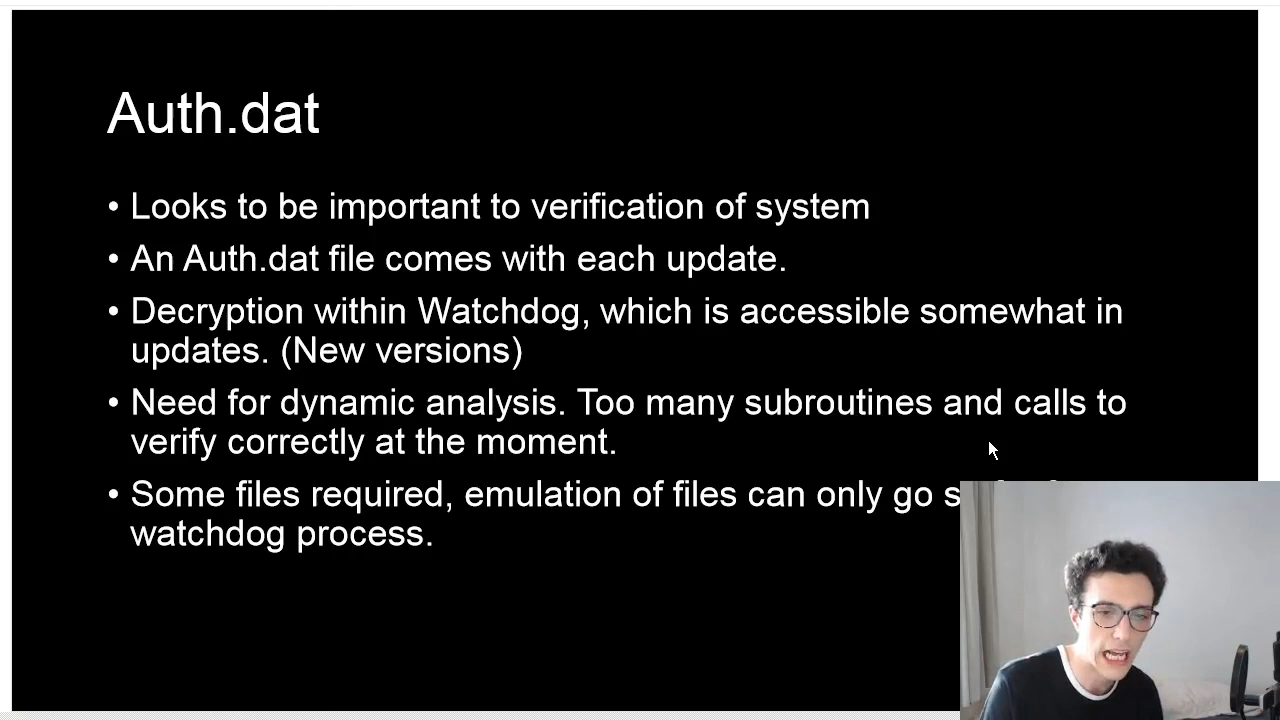 Auth.dat
• Looks to be important to verification of system
• An Auth.dat file comes with each update.
• Decryption within Watchdog, which is accessible somewhat in
updates. (New versions)
• Need for dynamic analysis. Too many subroutines and calls to
verify correctly at the moment.
• Some files required, emulation of files can only go
watchdog process.